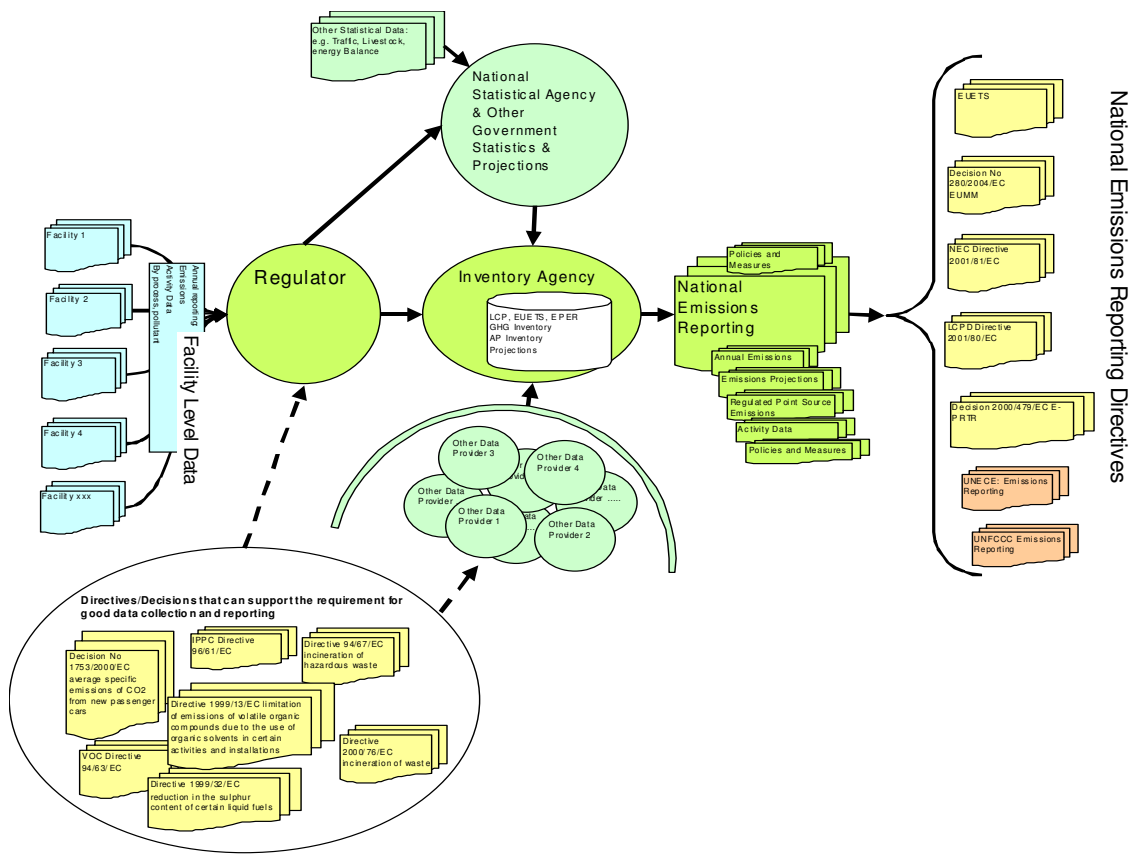 Other Statistical Data:
e.g. Traffic, Livestock,
energy Balance
National
Statistical Agency
& Other
Government
Statistics &
Projections
National Emissions Reporting Directives
EUETS
Decision No
280/2004/EC
EUMM
NEC Directive
2001/81/EC
LCPD Directive
2001/80/EC
Decision 2000/479/EC E-
PRTR
UNECE: Emissions
Reporting
UNFCCC Emissions
Reporting
Facility 1
Facility 2
Facility 3
Facility 4
Facility xxx
Annual reporting
Emissions
Activity Data
By process, pollutant
Facility Level Data
Regulator
Inventory Agency
LCP, EUETS, EPER
GHG Inventory
AP Inventory
Projections
Policies and
Measures
National
Emissions
Reporting
Annual Emissions
Emissions Projections
Regulated Point Source
Emissions
Activity Data
Policies and Measures
Other Data
Provider 3
Other Data
Provider 4
Other Data
Provider
Other Data
Provider 1
Other Data
Provider 2
Data
.....
Data
....
Directives/Decisions that can support the requirement for
good data collection and reporting
Decision No
1753/2000/EC
average specific
emissions of CO2
from new passenger
cars
IPPC Directive
96/61/EC
Directive 94/67/EC
incineration of
hazardous waste
Directive 1999/13/EC limitation
of emissions of volatile organic
compounds due to the use of
organic solvents in certain
activities and installations
VOC Directive
94/63/EC
Directive
2000/76/EC
incineration of waste
Directive 1999/32/EC
reduction in the sulphur
content of certain liquid fuels